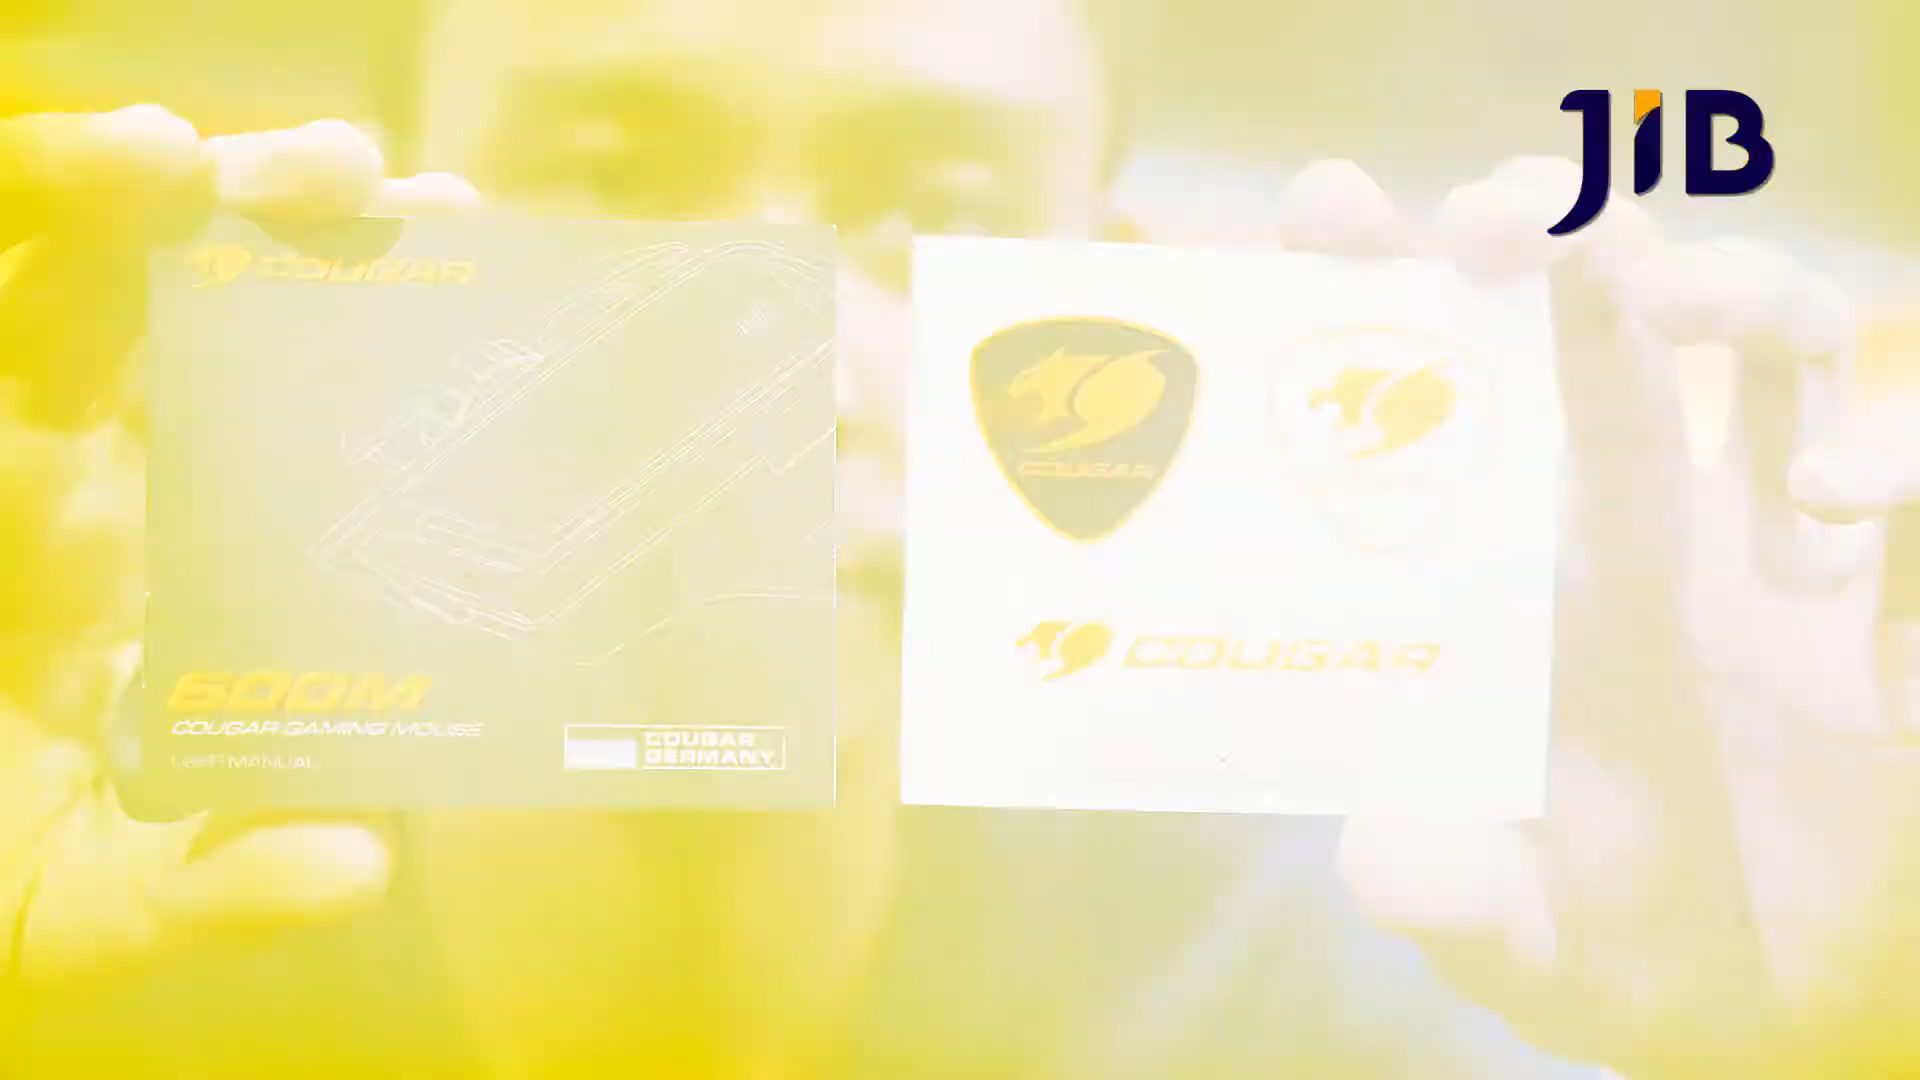 JIB
COUGAR
COUGAR
600M
COUGAR GAMING MOUSE
USER MANUAL
COUGAR
GERMANY
COUGAR